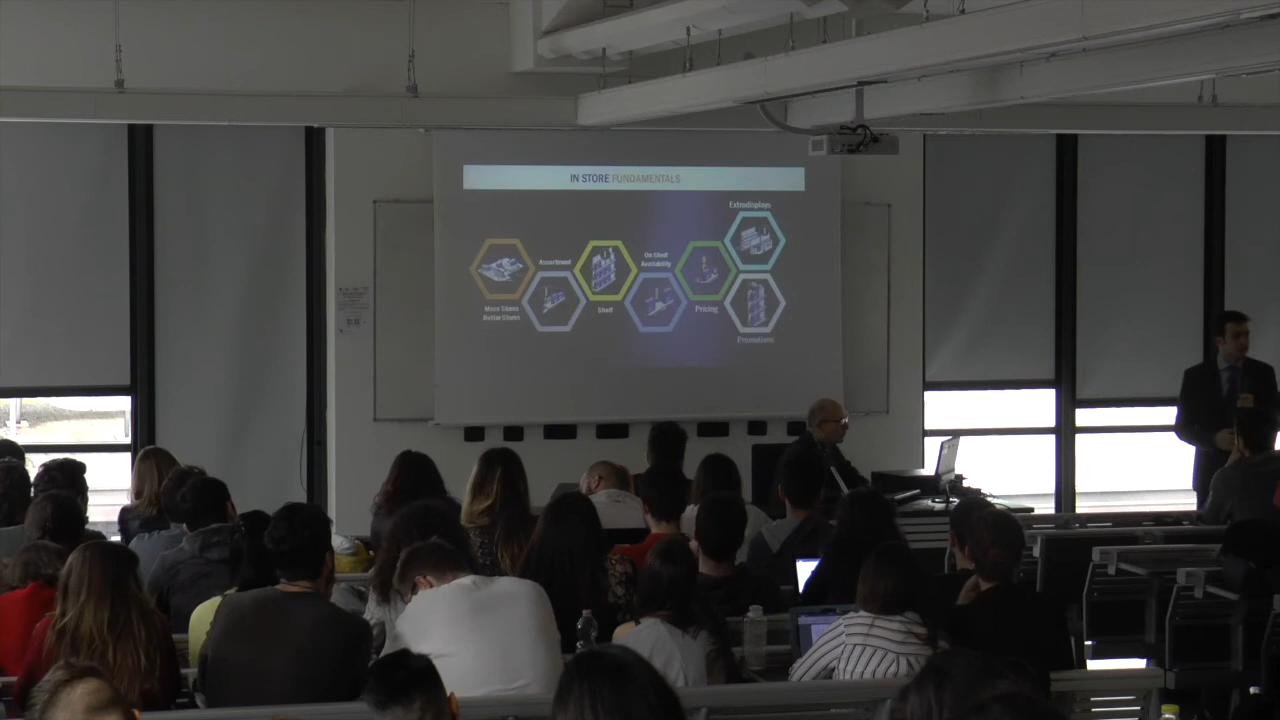 IN STORE FUNDAMENTALS
Extradisplays
Assortment
On Shelf
Availability
More Stores
Better Stores
Shelf
Pricing
Promotions